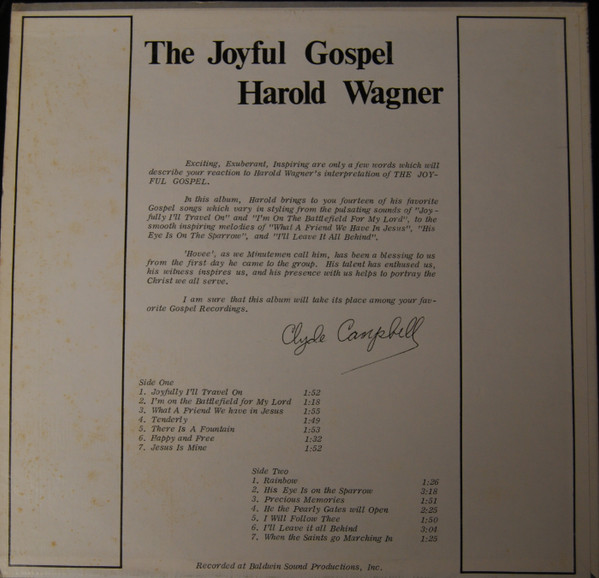 The Joyful Gospel
Harold Wagner
Exciting, Exuberant, Inspiring are only a few words which will
describe your reaction to Harold Wagner's interpretation of THE JOY-
FUL GOSPEL.
In this album, Harold brings to you fourteen of his favorite
Gospel songs which vary in styling from the pulsating sounds of "Joy-
fully I'll Travel On" and "I'm On The Battlefield For My Lord", to the
smooth inspiring melodies of "What A Friend We Have In Jesus", "His
Eye Is On The Sparrow", and "I'll Leave It All Behind".
'Hovee', as we Minutemen call him, has been a blessing to us
from the first day he came to the group. His talent has enthused us,
his witness inspires us, and his presence with us helps to portray the
Christ we all serve.
I am sure that this album will take its place among your fav-
orite Gospel Recordings.
Clyde Campbell
Side One
1. Joyfully I'll Travel On 1:52
2. I'm on the Battlefield for My Lord 1:18
3. What A Friend We have in Jesus 1:55
4. Tenderly 1:49
5. There Is A Fountain 1:53
6. Pappy and Free 1:32
7. Jesus Is Mine 1:52
Side Two
1. Rainbow 1:26
2. His Eye Is on the Sparrow 2:18
3. Precious Memories 1:51
4. He the Pearly Gates will Open 2:25
5. I Will Follow Thee 1:50
6. I'll Leave it all Behind 3:04
7. When the Saints go Marching In 1:25
Recorded at Baldwin Sound Productions, Inc.